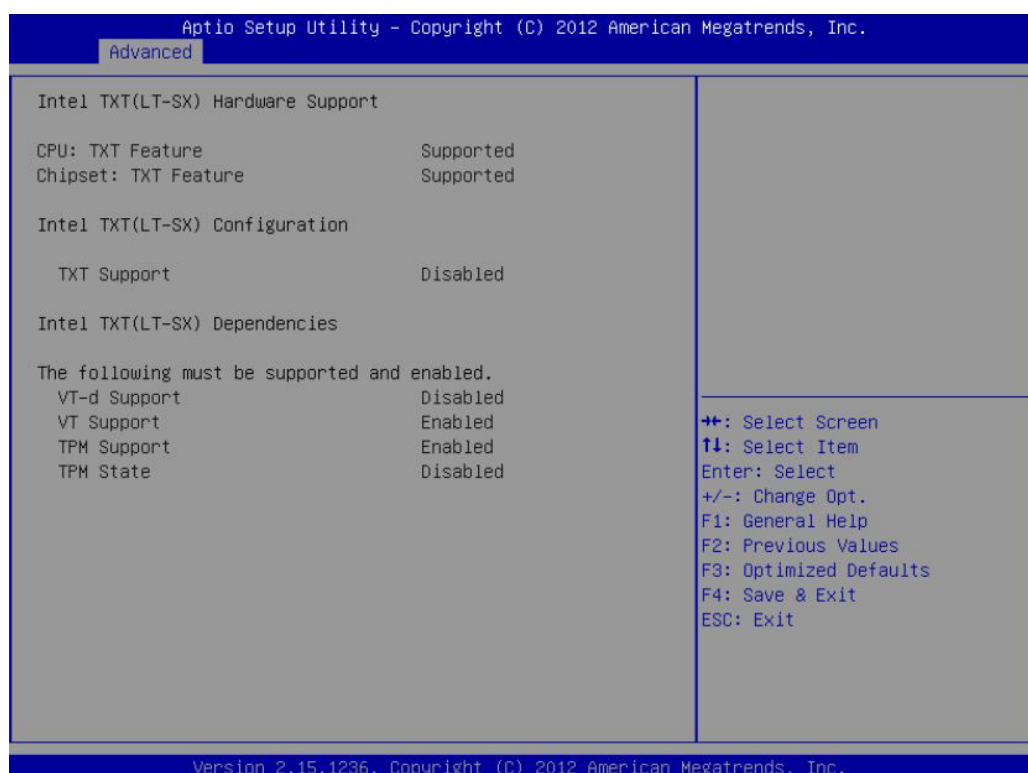 Aptio Setup Utility – Copyright (C) 2012 American Megatrends, Inc.
Advanced
Intel TXT(LT-SX) Hardware Support
CPU: TXT Feature Supported
Chipset: TXT Feature Supported
Intel TXT(LT-SX) Configuration
TXT Support Disabled
Intel TXT(LT-SX) Dependencies
The following must be supported and enabled.
VT-d Support Disabled
VT Support Enabled
TPM Support Enabled
TPM State Disabled
→←: Select Screen
↑↓: Select Item
Enter: Select
+/-: Change Opt.
F1: General Help
F2: Previous Values
F3: Optimized Defaults
F4: Save & Exit
ESC: Exit
Version 2.15.1236. Copyright (C) 2012 American Megatrends, Inc.